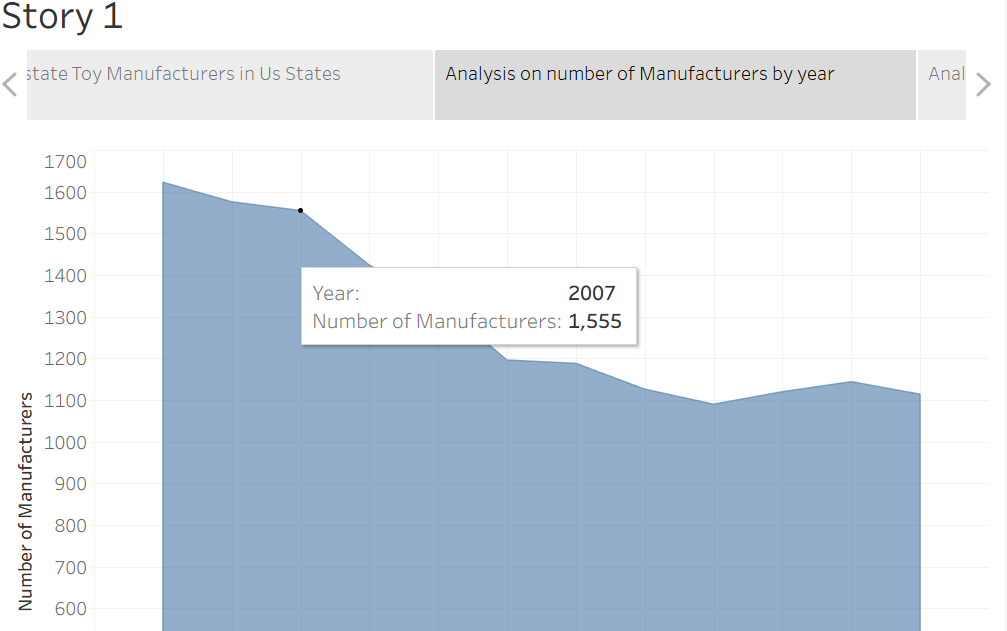 Story 1
state Toy Manufacturers in Us States
Analysis on number of Manufacturers by year
Anal
1700
1600
1500
1400
1300
1200
1100
1000
900
800
700
600
Number of Manufacturers
Year: 2007
Number of Manufacturers: 1,555